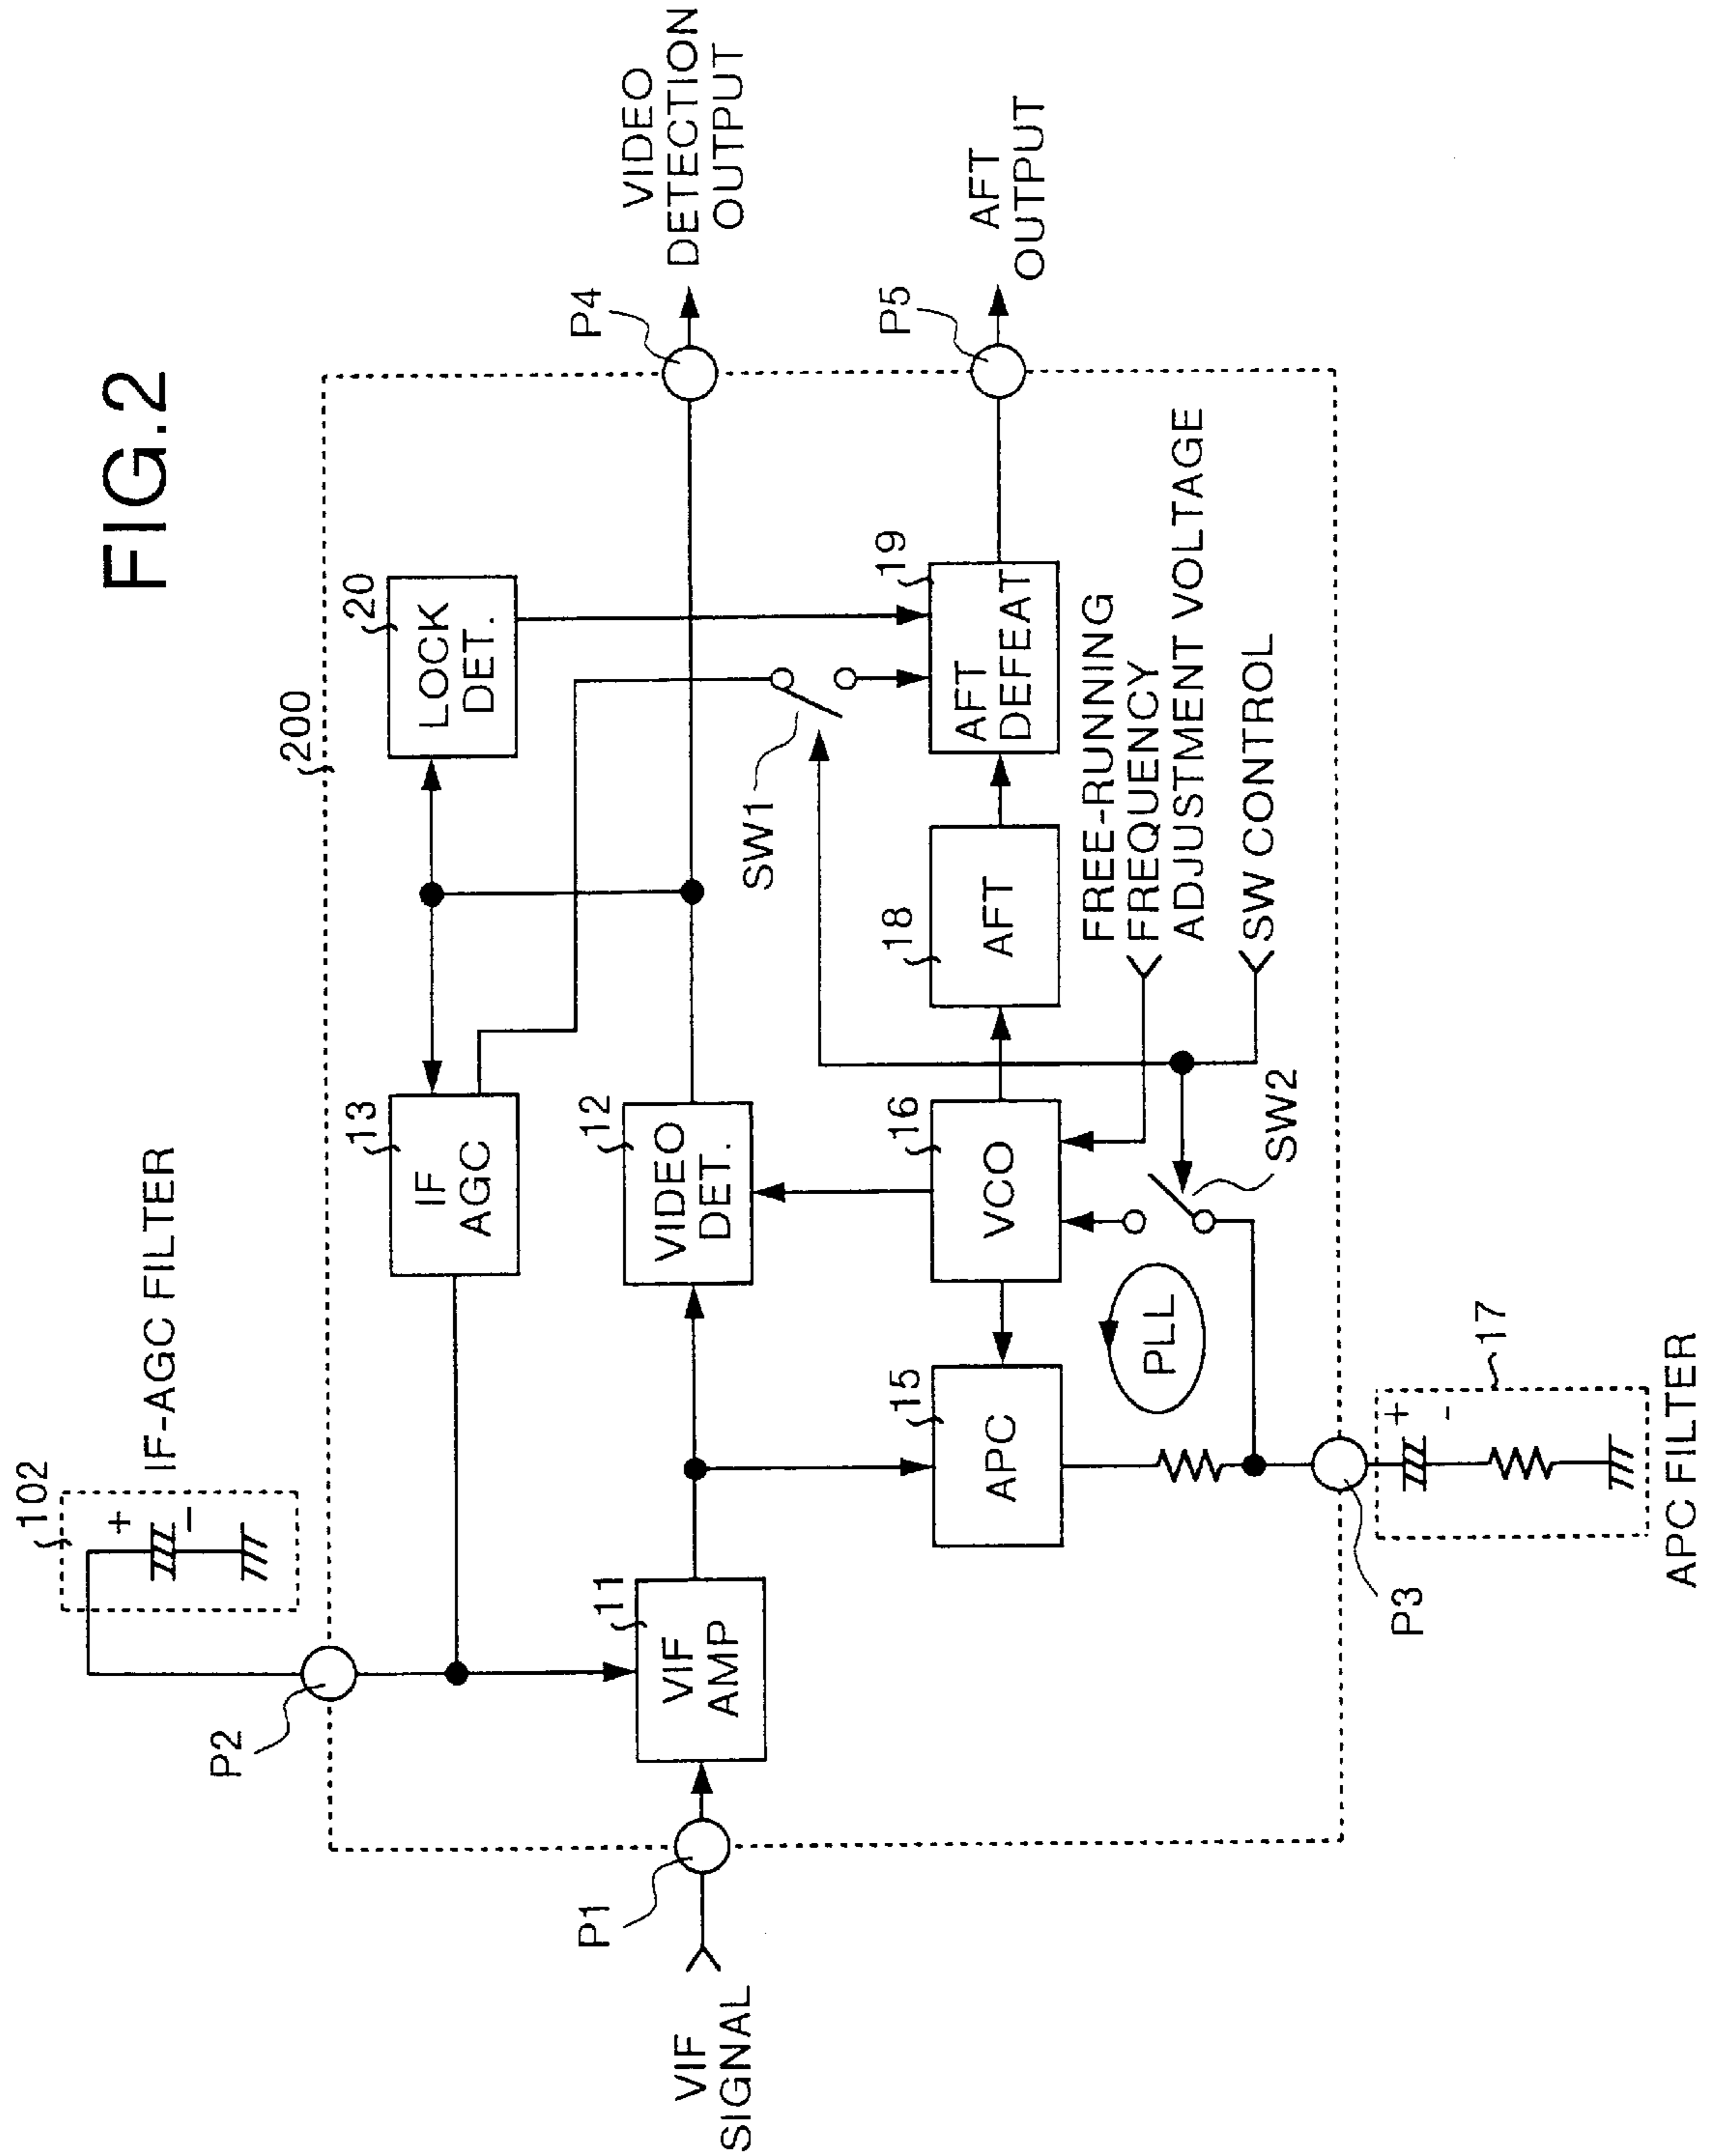 FIG.2
102
IF-AGC FILTER
P2
200
13
IF
AGC
20
LOCK
DET.
VIF
SIGNAL
P1
11
VIF
AMP
12
VIDEO
DET.
P4
VIDEO
DETECTION
OUTPUT
SW1
15
APC
16
VCO
18
AFT
19
AFT
DEFEAT
P5
AFT
OUTPUT
PLL
SW2
FREE-RUNNING
FREQUENCY
ADJUSTMENT VOLTAGE
SW CONTROL
P3
+
-
17
APC FILTER
+
-